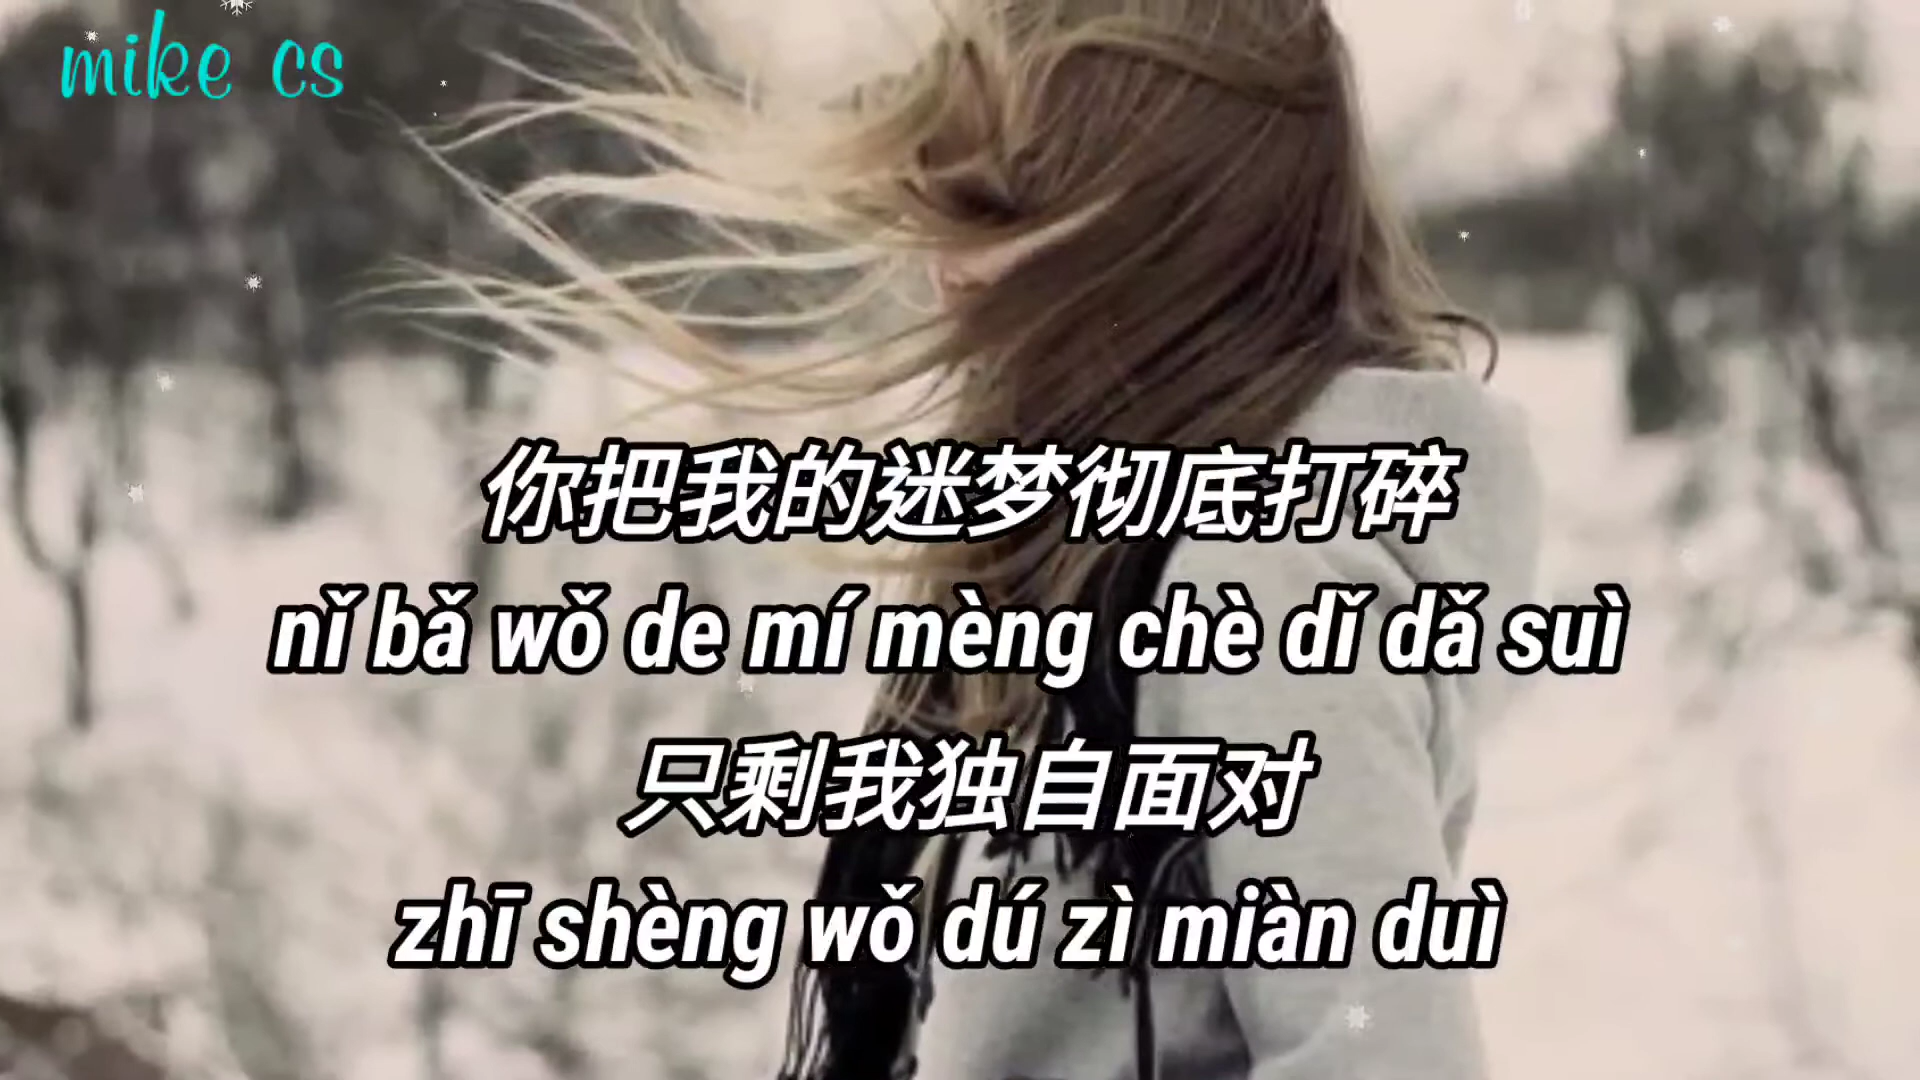 mike cs
你把我的迷梦彻底打碎
nǐ bǎ wǒ de mí mèng chè dǐ dǎ suì
只剩我独自面对
zhī shèng wǒ dú zì miàn duì